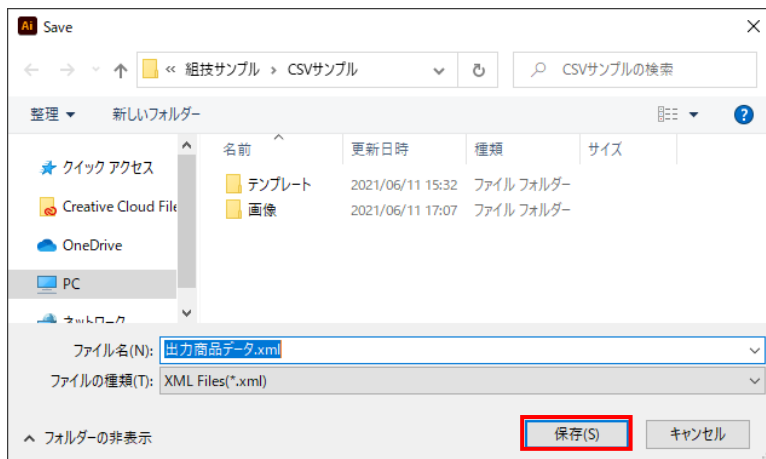 Ai Save
« 組技サンプル › CSVサンプル
CSVサンプルの検索
整理 新しいフォルダー
名前 更新日時 種類 サイズ
クイック アクセス
テンプレート 2021/06/11 15:32 ファイル フォルダー
画像 2021/06/11 17:07 ファイル フォルダー
Creative Cloud File
OneDrive
PC
ネットワーク
ファイル名(N): 出力商品データ.xml
ファイルの種類(T): XML Files(*.xml)
フォルダーの非表示
保存(S) キャンセル